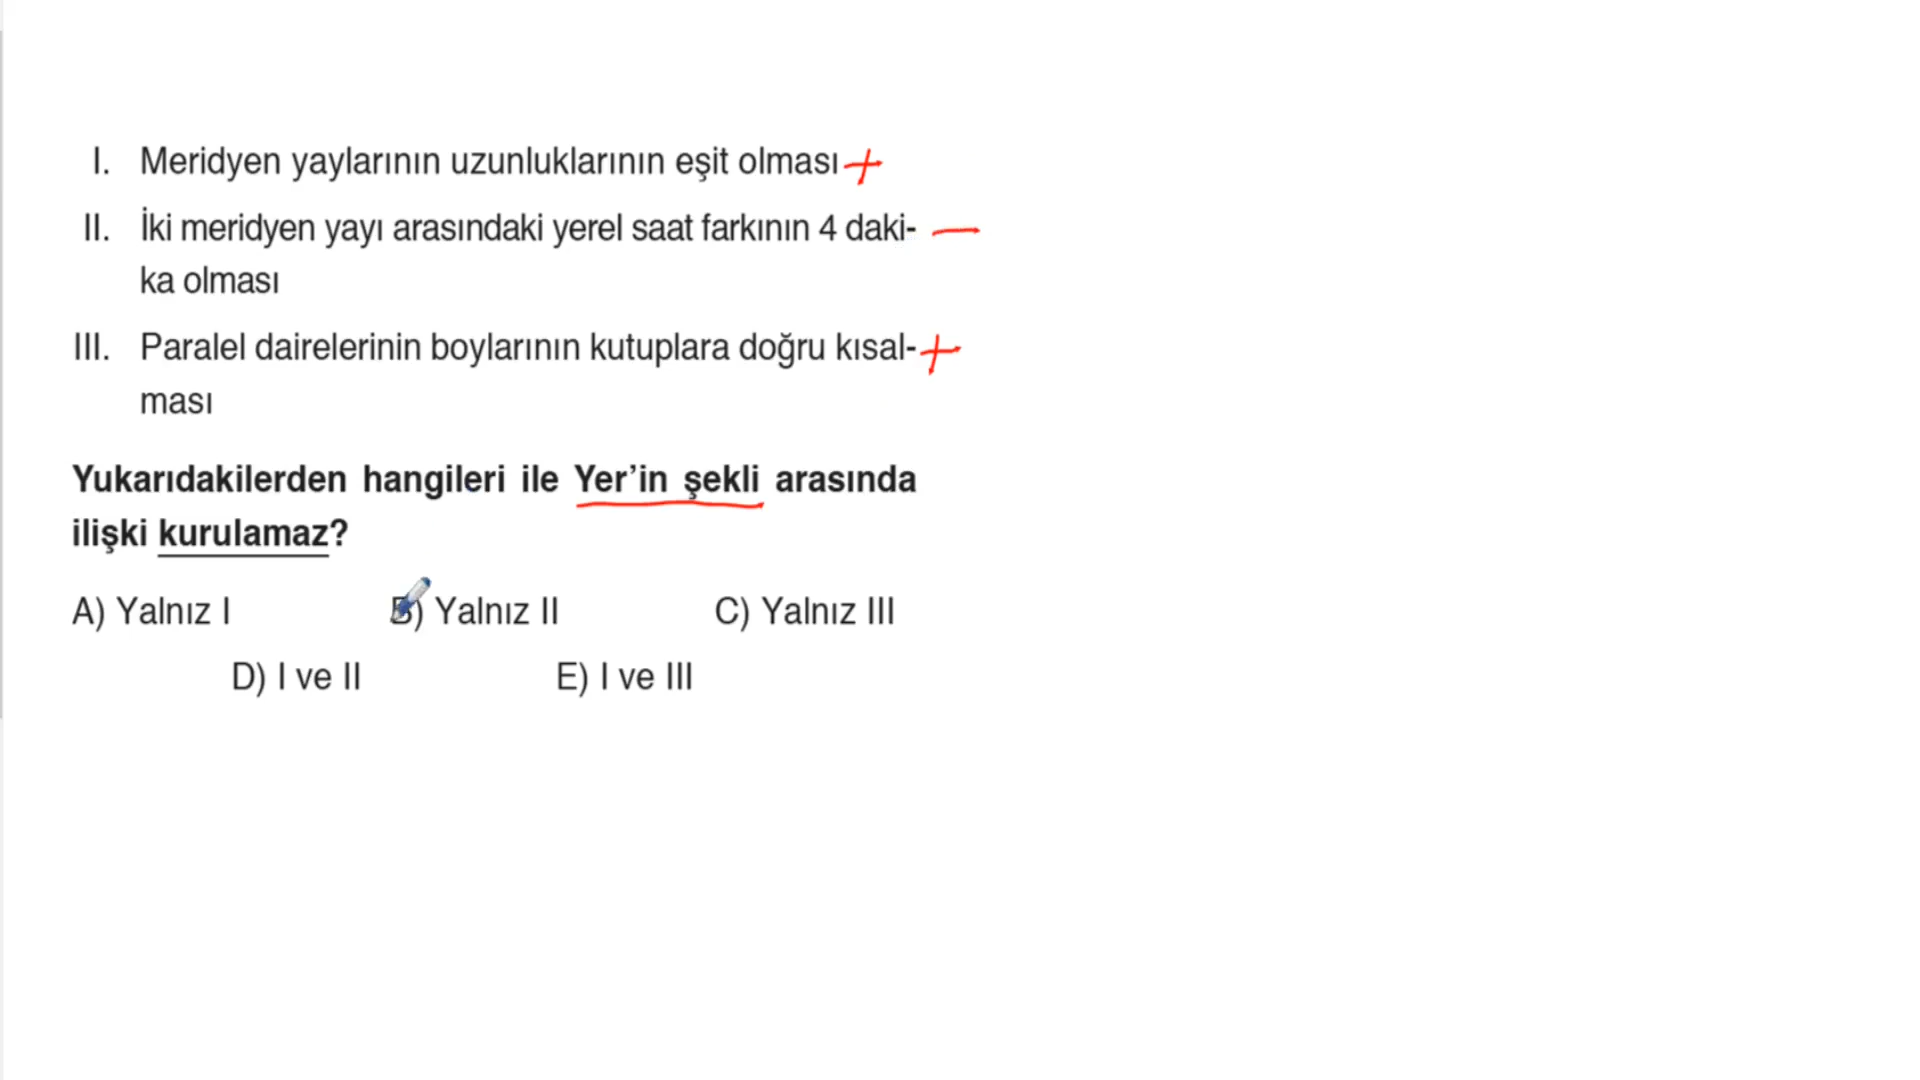 I. Meridyen yaylarının uzunluklarının eşit olması +
II. İki meridyen yayı arasındaki yerel saat farkının 4 daki- —
ka olması
III. Paralel dairelerinin boylarının kutuplara doğru kısal- +
ması
Yukarıdakilerden hangileri ile Yer’in şekli arasında
ilişki kurulamaz?
A) Yalnız I B) Yalnız II C) Yalnız III
D) I ve II E) I ve III